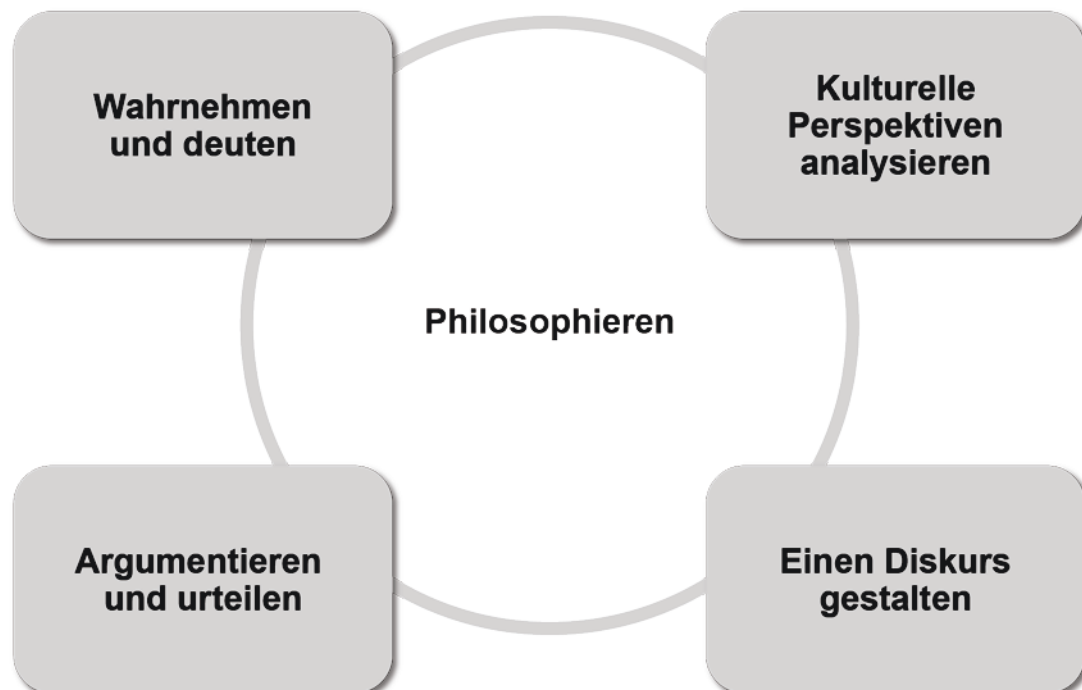 Wahrnehmen
und deuten
Kulturelle
Perspektiven
analysieren
Philosophieren
Argumentieren
und urteilen
Einen Diskurs
gestalten